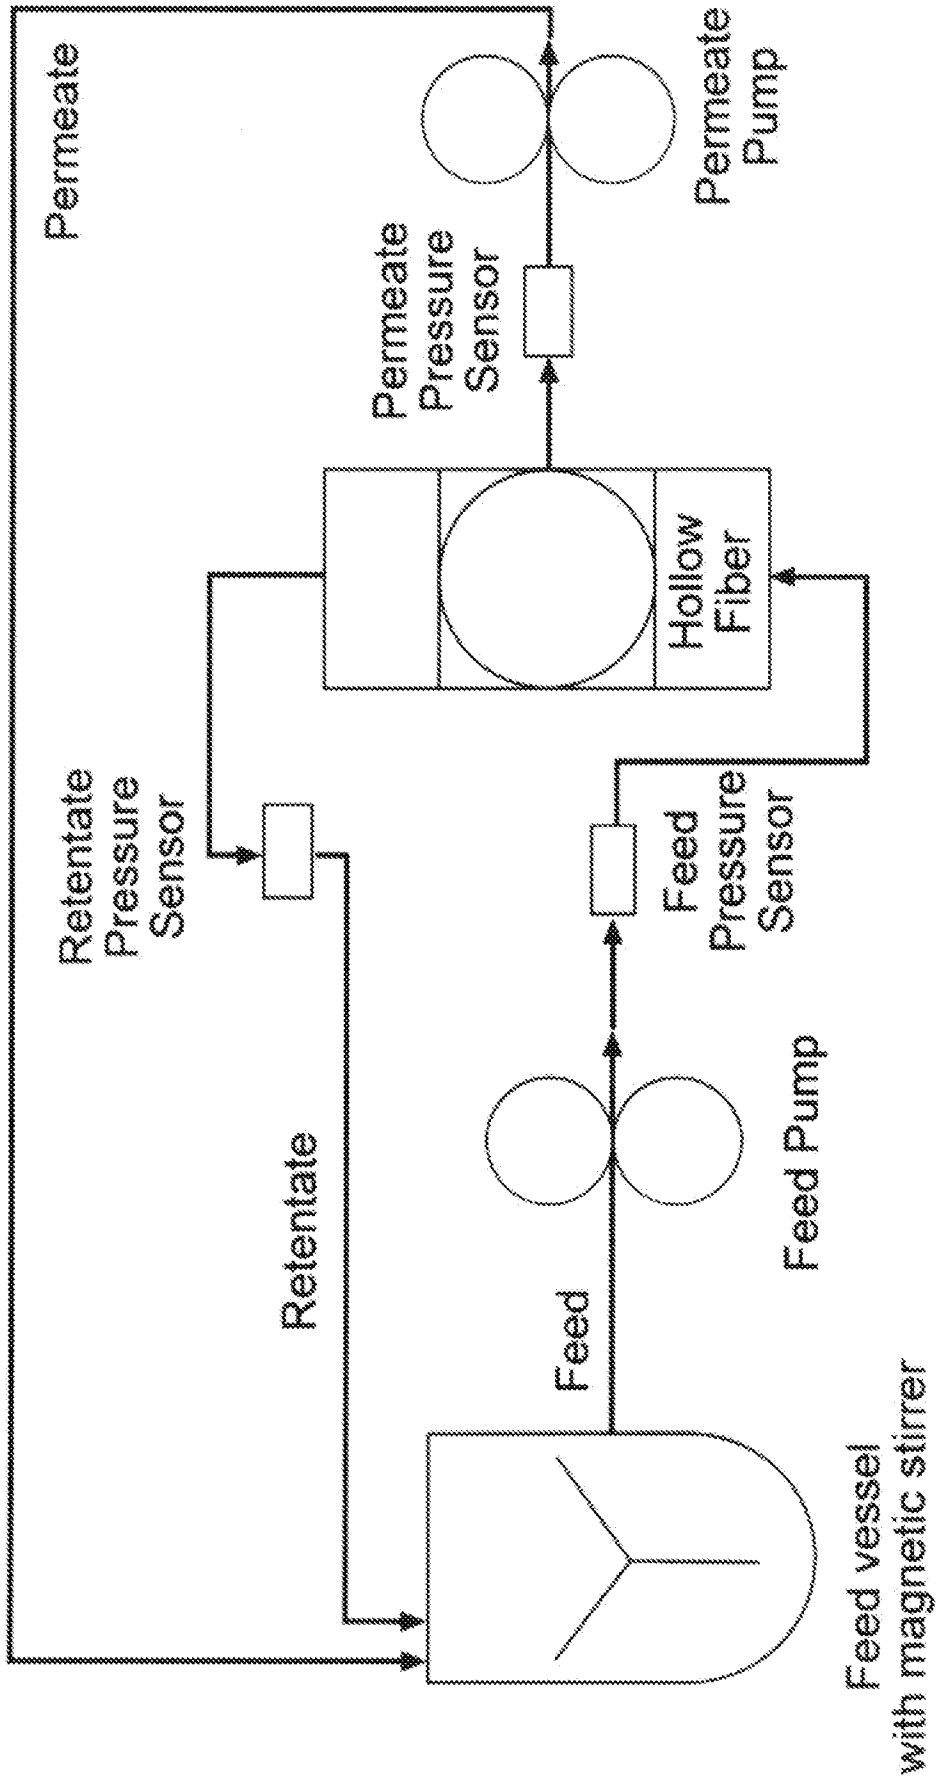 Permeate
Permeate
Pump
Permeate
Pressure
Sensor
Hollow
Fiber
Retentate
Pressure
Sensor
Feed
Pressure
Sensor
Retentate
Feed Pump
Feed
Feed vessel
with magnetic stirrer